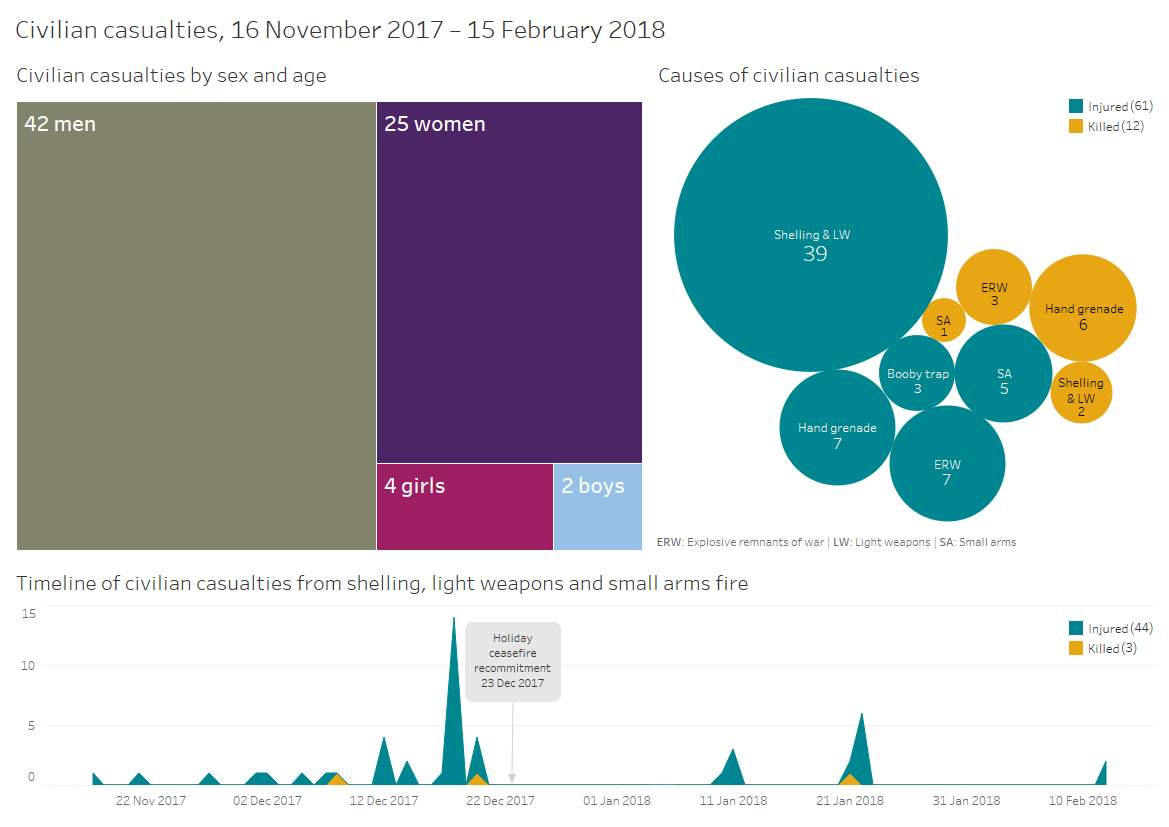 Civilian casualties, 16 November 2017 – 15 February 2018
Civilian casualties by sex and age
42 men
25 women
4 girls
2 boys
Causes of civilian casualties
Injured (61)
Killed (12)
Shelling & LW
39
ERW
3
Hand grenade
6
SA
1
Booby trap
3
SA
5
Shelling
& LW
2
Hand grenade
7
ERW
7
ERW: Explosive remnants of war | LW: Light weapons | SA: Small arms
Timeline of civilian casualties from shelling, light weapons and small arms fire
15
10
5
0
Holiday
ceasefire
recommitment
23 Dec 2017
Injured (44)
Killed (3)
22 Nov 2017
02 Dec 2017
12 Dec 2017
22 Dec 2017
01 Jan 2018
11 Jan 2018
21 Jan 2018
31 Jan 2018
10 Feb 2018